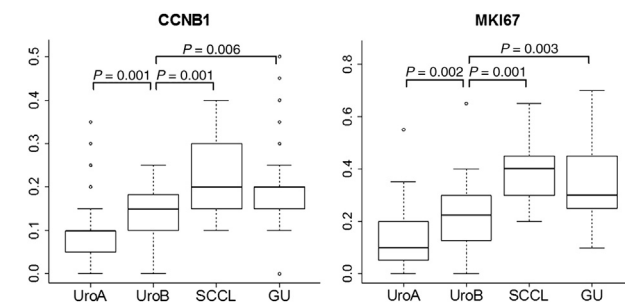 CCNB1
MKI67
P = 0.006
P = 0.001
P = 0.001
0.5
0.4
0.3
0.2
0.1
0.0
UroA
UroB
SCCL
GU
P = 0.003
P = 0.002
P = 0.001
0.8
0.6
0.4
0.2
0.0
UroA
UroB
SCCL
GU